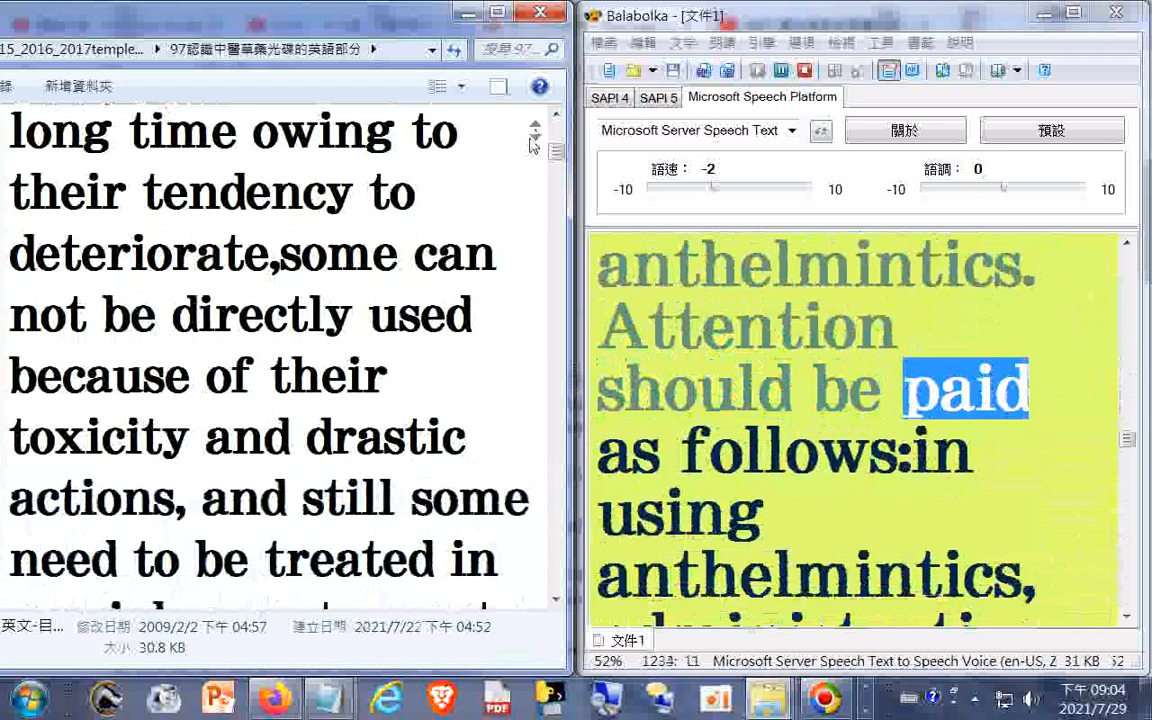 15_2016_2017temple...
97認識中醫草藥光碟的英語部分
搜尋 97...
錄
新增資料夾
long time owing to
their tendency to
deteriorate,some can
not be directly used
because of their
toxicity and drastic
actions, and still some
need to be treated in
英文-目...
修改日期 2009/2/2 下午 04:57
建立日期 2021/7/22 下午 04:52
大小 30.8 KB
Balabolka - [文件1]
檔案 編輯 文字 朗讀 引擎 選項 檢視 工具 書籤 說明
SAPI 4
SAPI 5
Microsoft Speech Platform
Microsoft Server Speech Text
關於
預設
語速： -2
-10
10
語調： 0
-10
10
anthelmintics.
Attention
should be paid
as follows:in
using
anthelmintics,
文件1
52%
1234: 11
Microsoft Server Speech Text to Speech Voice (en-US, Z
31 KB
52
PDF
下午 09:04
2021/7/29